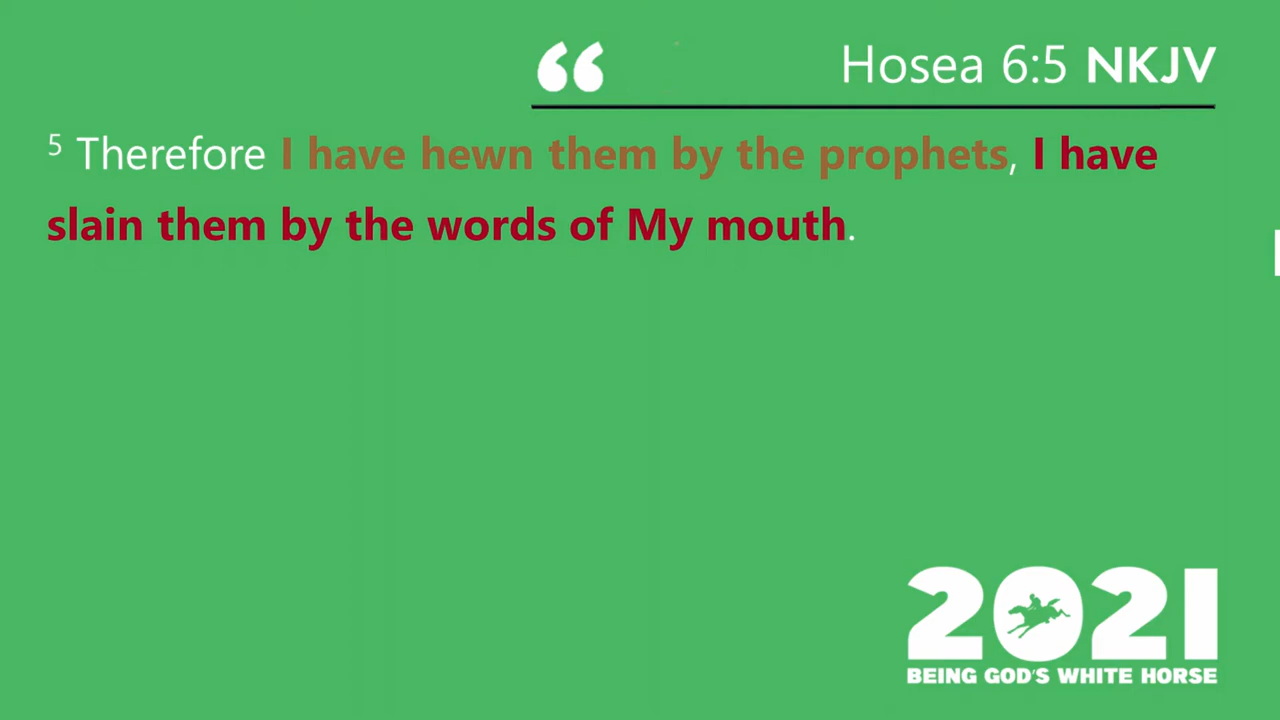 “ Hosea 6:5 NKJV
5 Therefore I have hewn them by the prophets, I have
slain them by the words of My mouth.
2021
BEING GOD'S WHITE HORSE